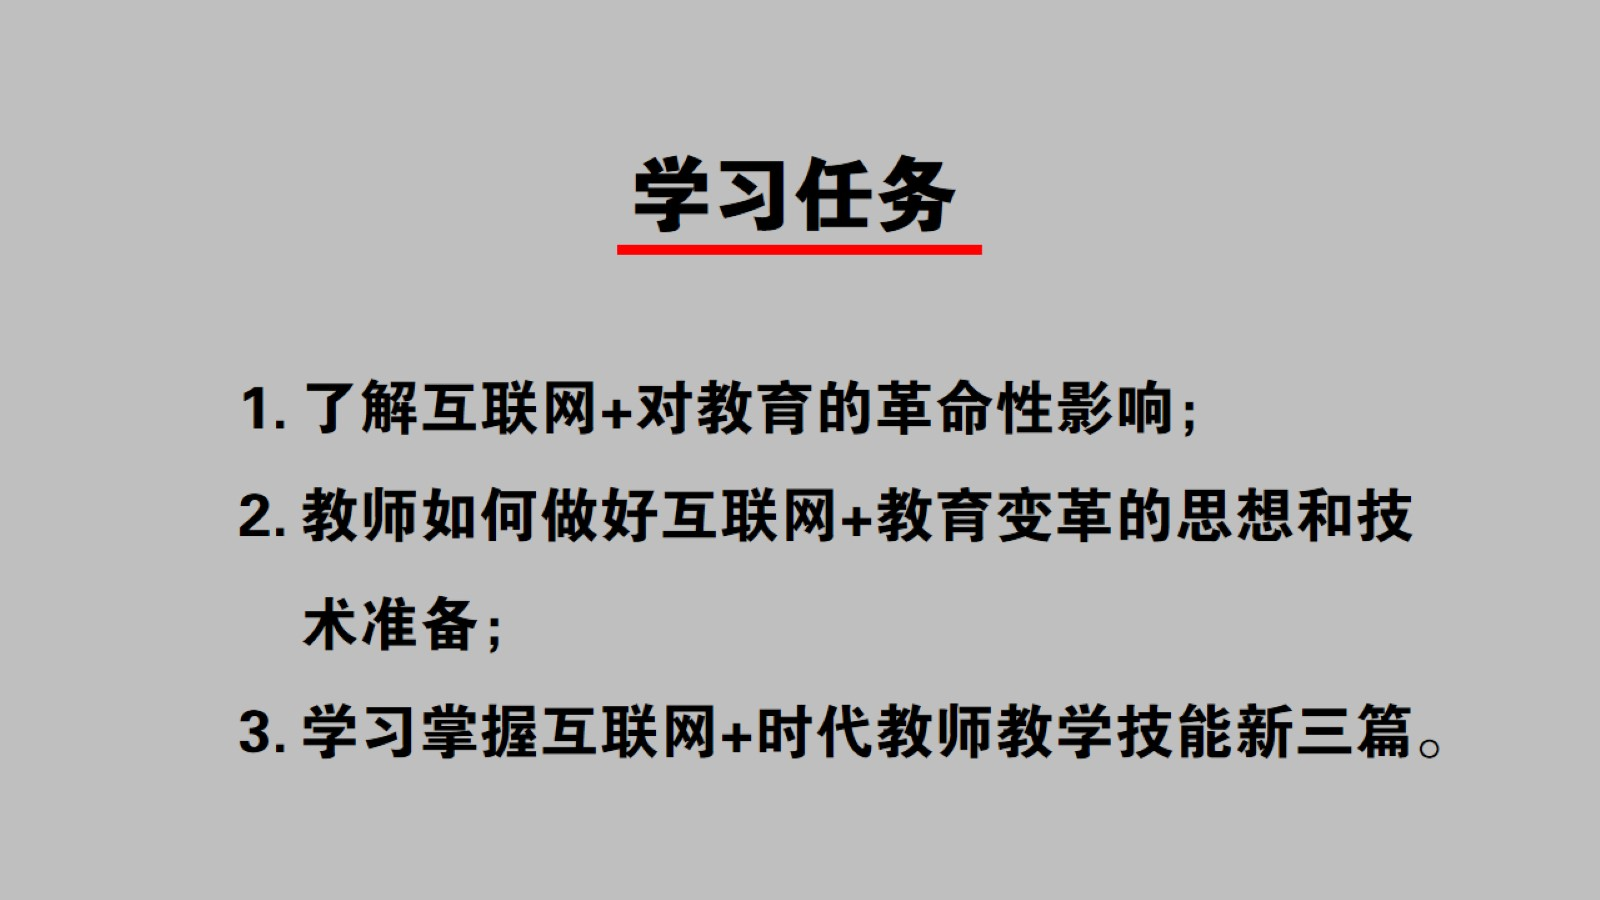 学习任务
1. 了解互联网+对教育的革命性影响;
2. 教师如何做好互联网+教育变革的思想和技
术准备;
3. 学习掌握互联网+时代教师教学技能新三篇。